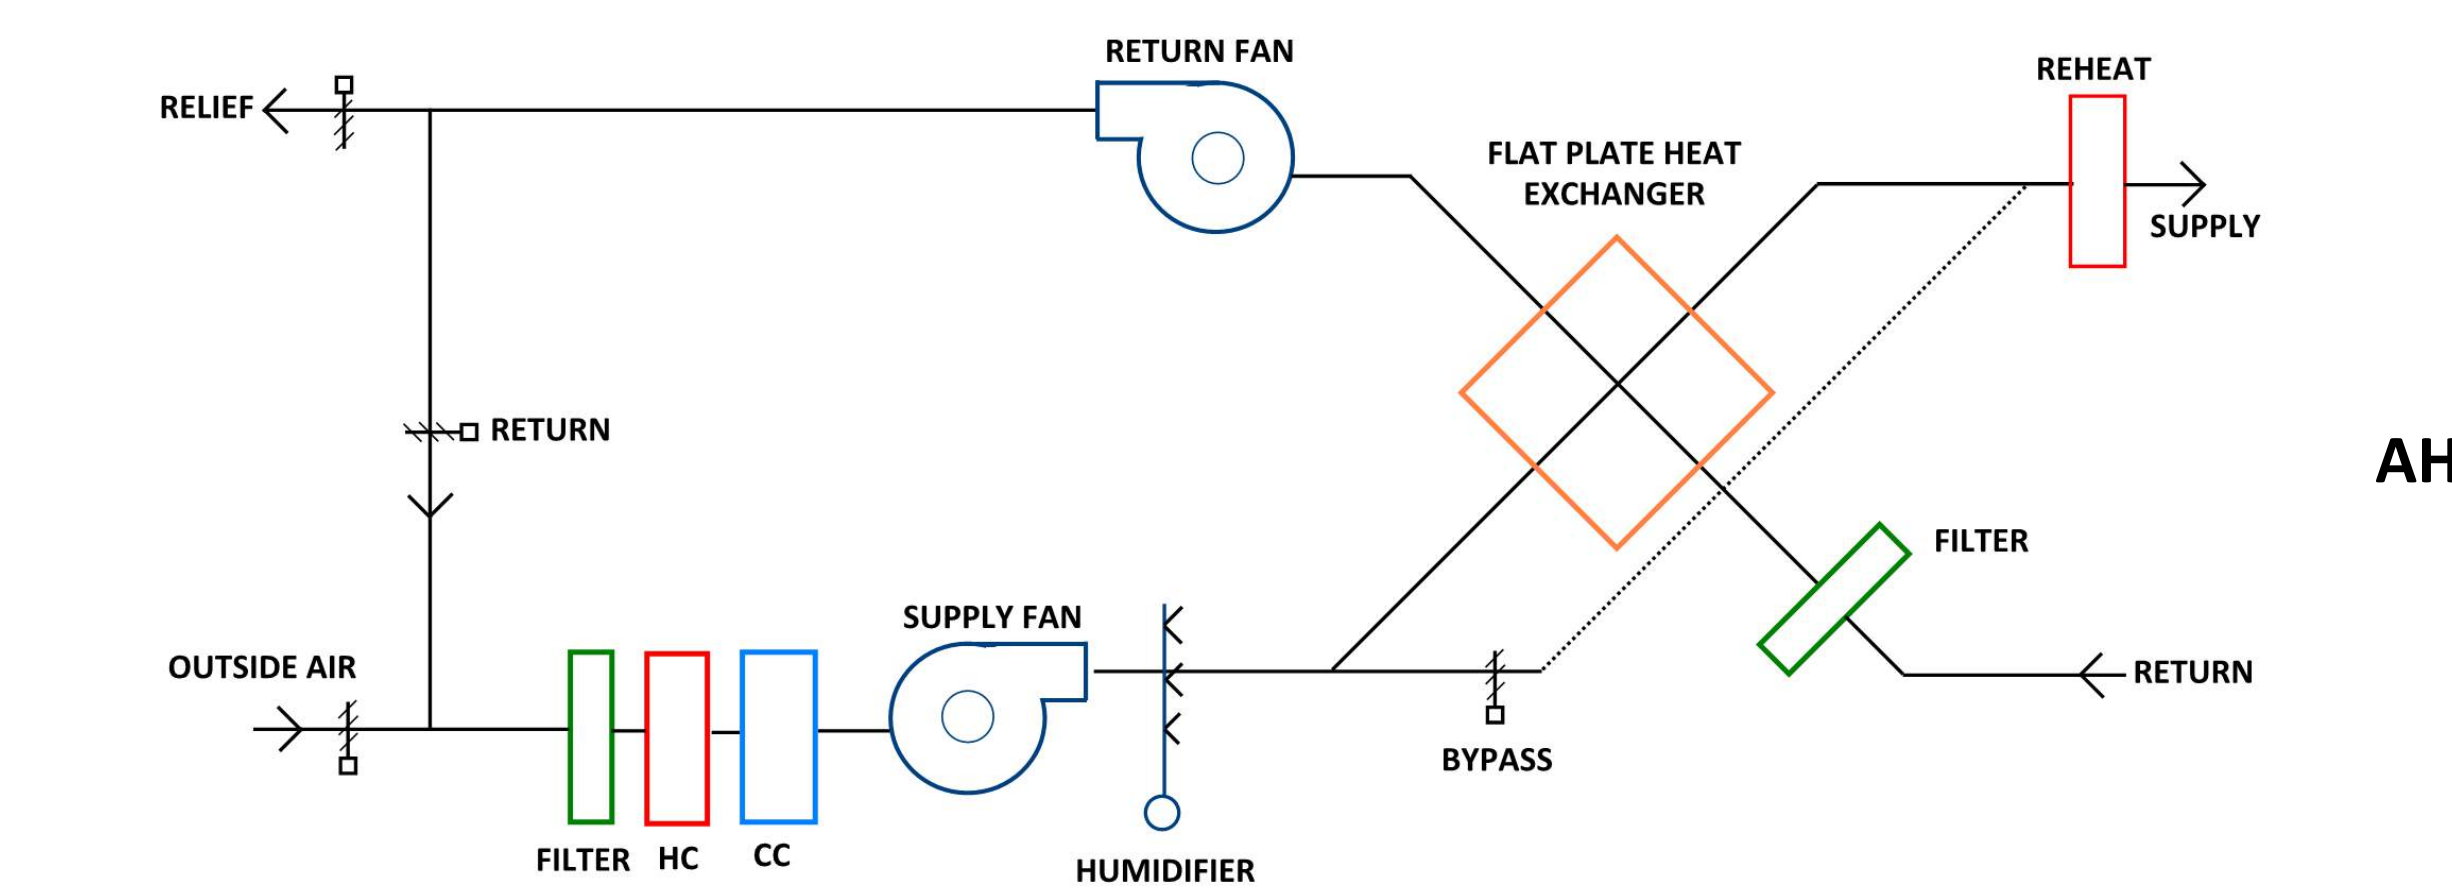 RETURN FAN
REHEAT
RELIEF
FLAT PLATE HEAT
EXCHANGER
SUPPLY
RETURN
AH
FILTER
SUPPLY FAN
OUTSIDE AIR
RETURN
BYPASS
FILTER
HC
CC
HUMIDIFIER